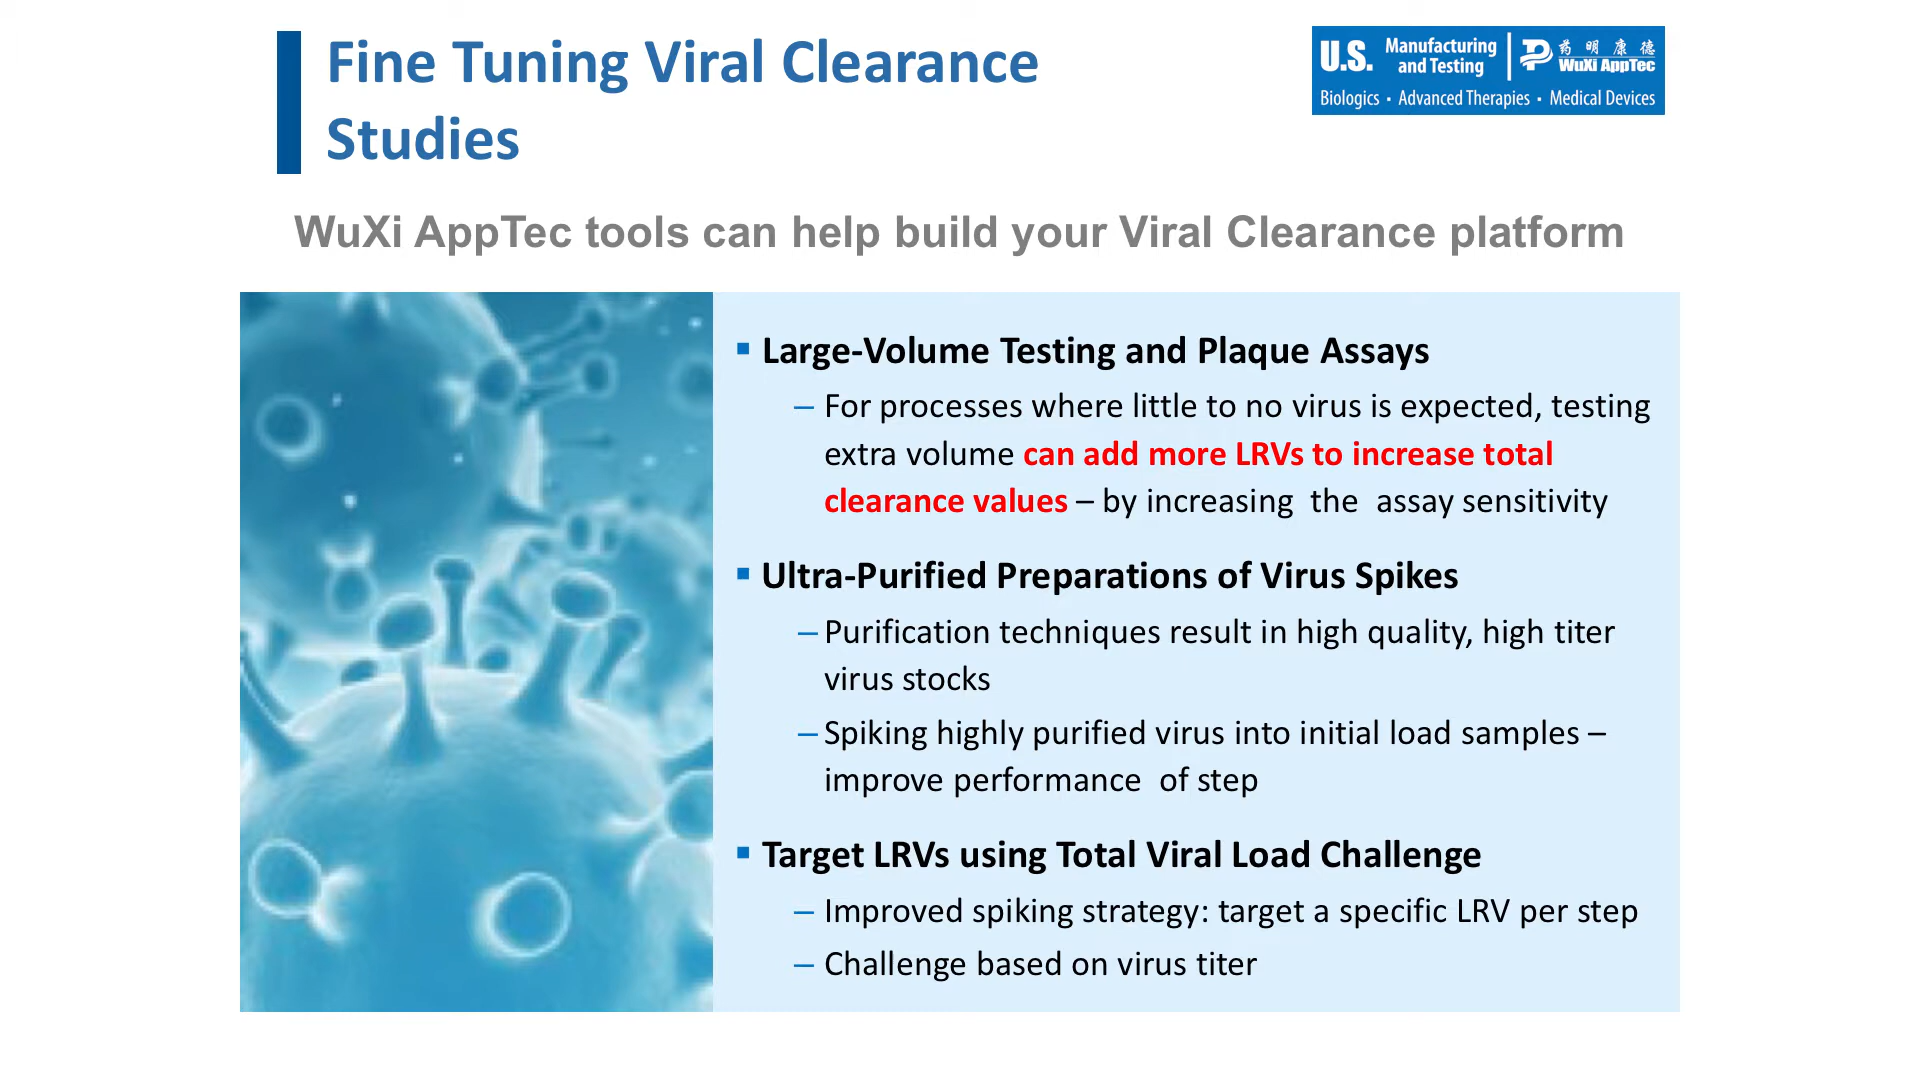 Fine Tuning Viral Clearance
Studies
U.S. Manufacturing and Testing
药明康德
WuXi AppTec
Biologics • Advanced Therapies • Medical Devices
WuXi AppTec tools can help build your Viral Clearance platform
▪ Large-Volume Testing and Plaque Assays
– For processes where little to no virus is expected, testing
extra volume can add more LRVs to increase total
clearance values – by increasing the assay sensitivity
▪ Ultra-Purified Preparations of Virus Spikes
– Purification techniques result in high quality, high titer
virus stocks
– Spiking highly purified virus into initial load samples –
improve performance of step
▪ Target LRVs using Total Viral Load Challenge
– Improved spiking strategy: target a specific LRV per step
– Challenge based on virus titer